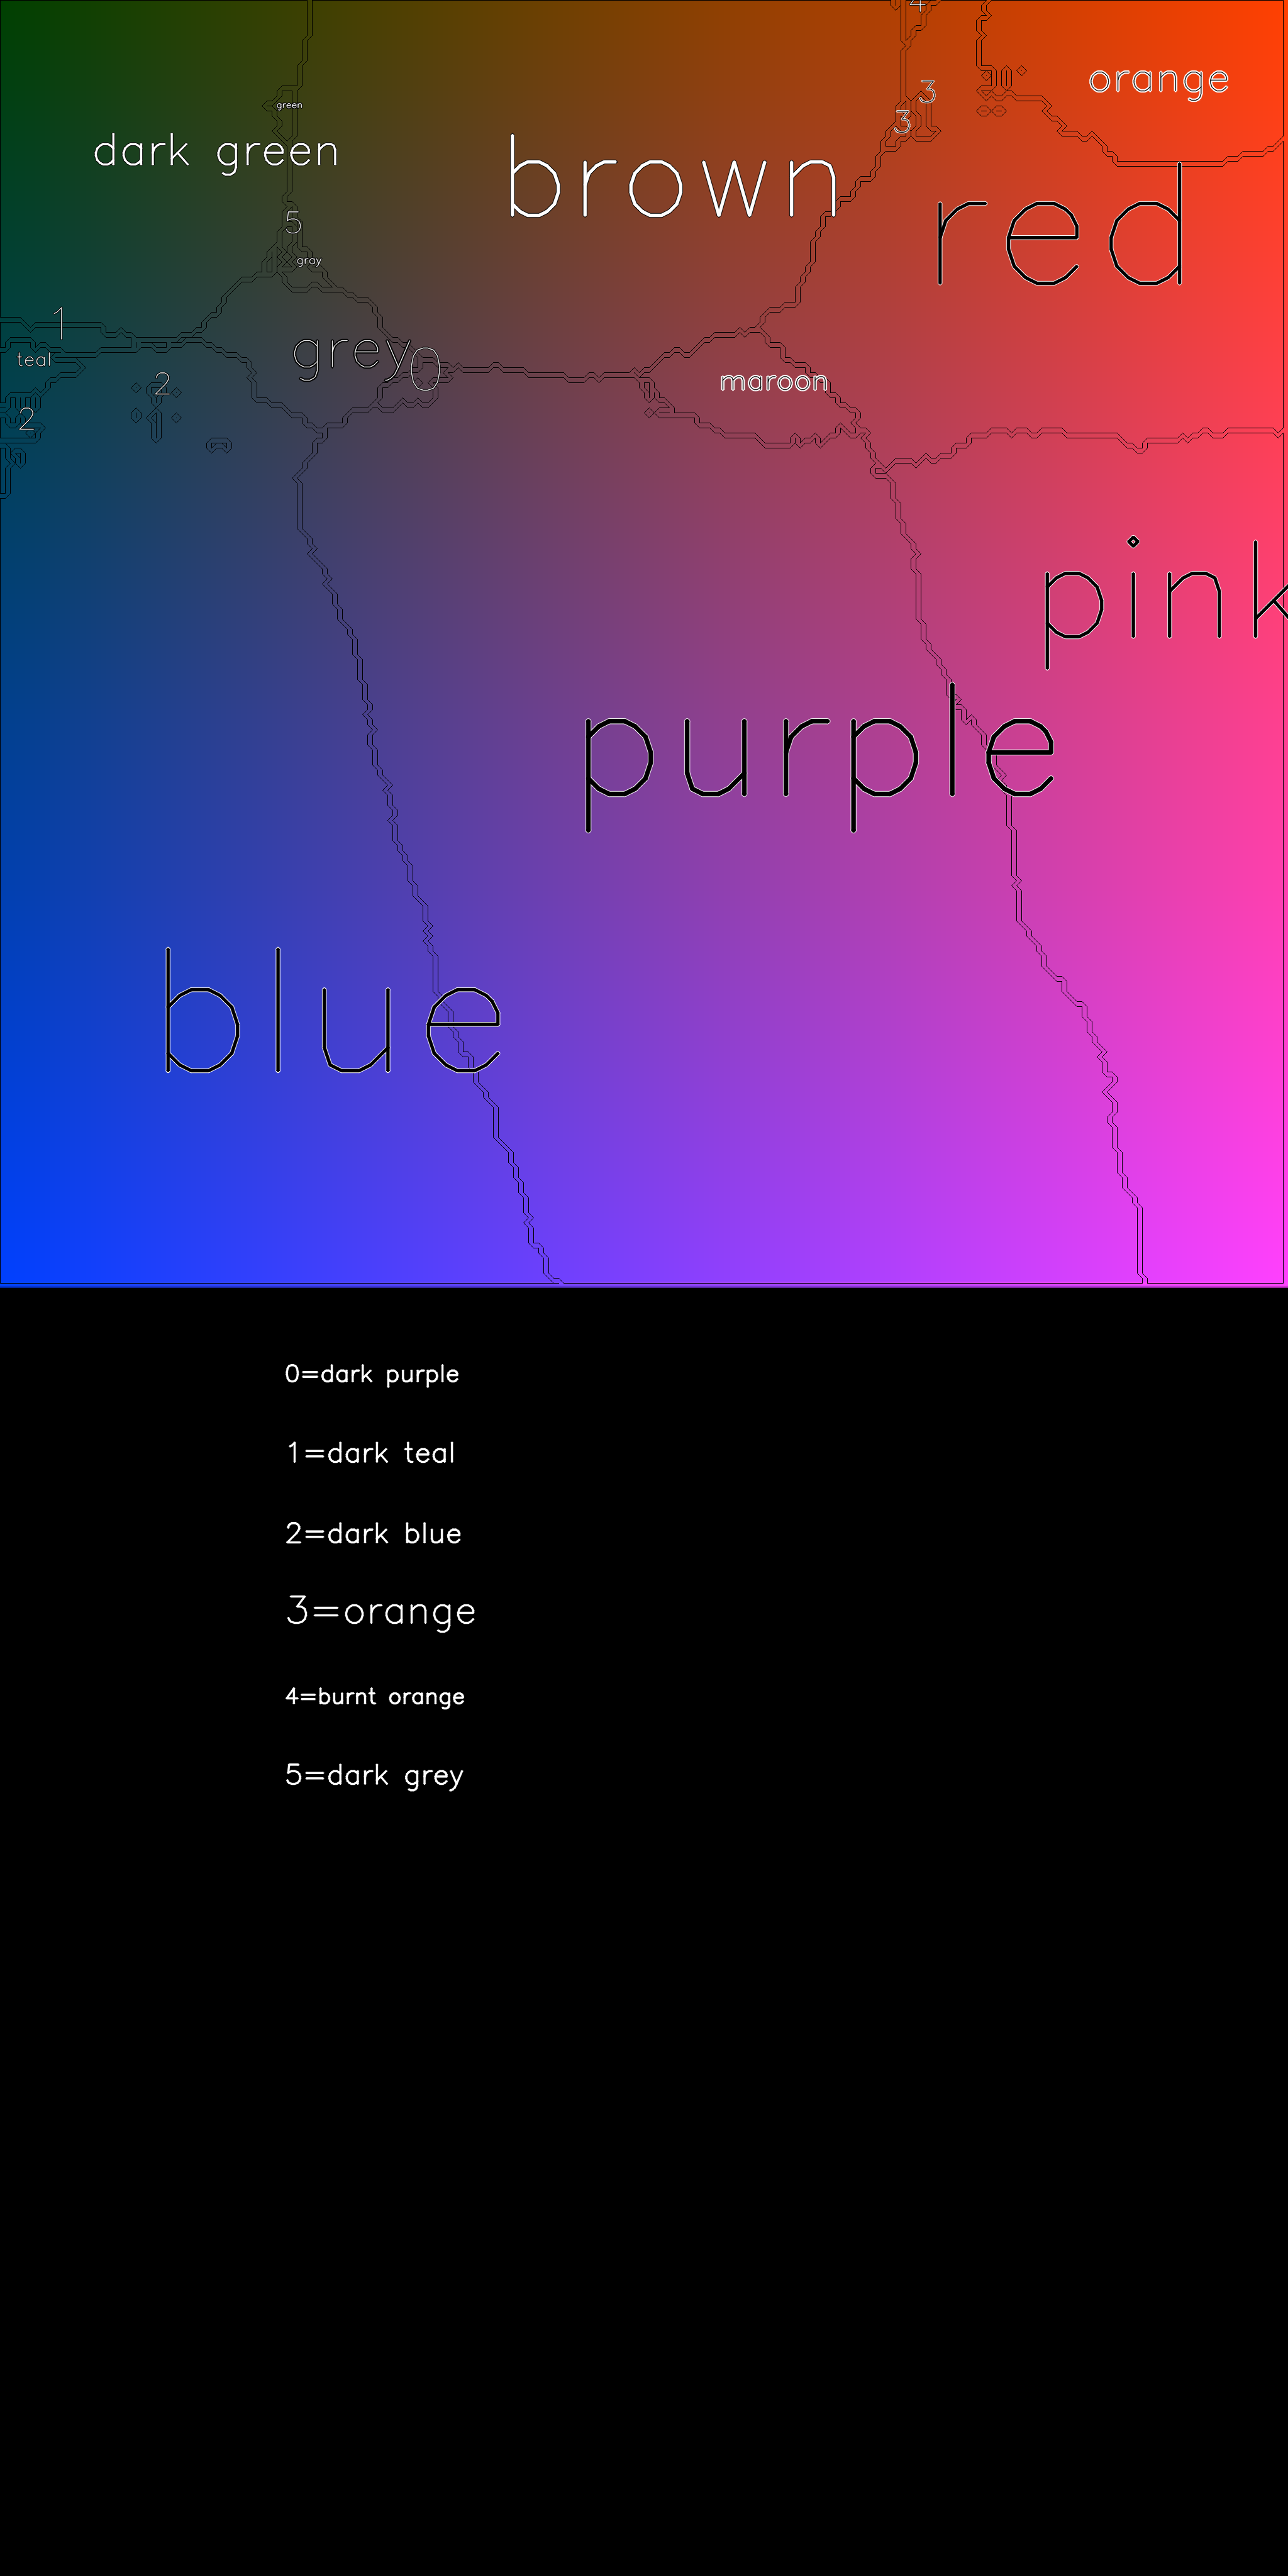 4
orange
3
green
3
dark green
brown
red
5
gray
1
grey
0
teal
2
maroon
2
pink
purple
blue
0=dark purple
1=dark teal
2=dark blue
3=orange
4=burnt orange
5=dark grey